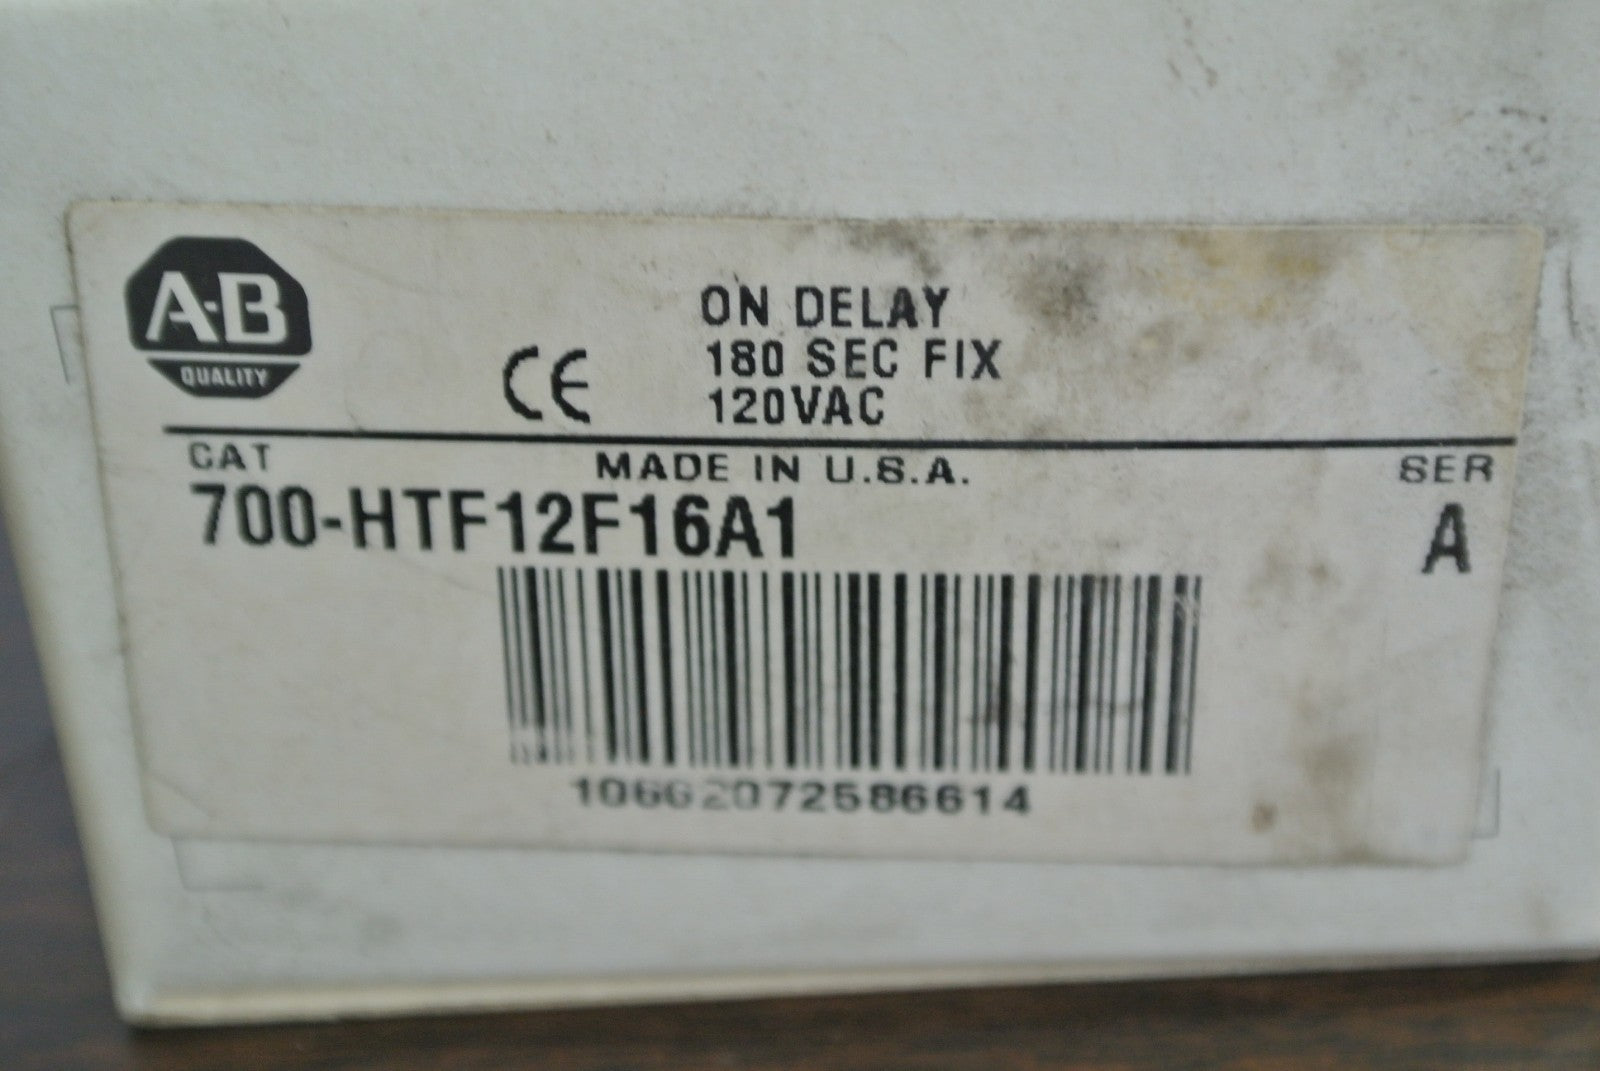 A-B
QUALITY
CE
ON DELAY
180 SEC FIX
120VAC
CAT
MADE IN U.S.A.
SER
700-HTF12F16A1
A
10662072586614